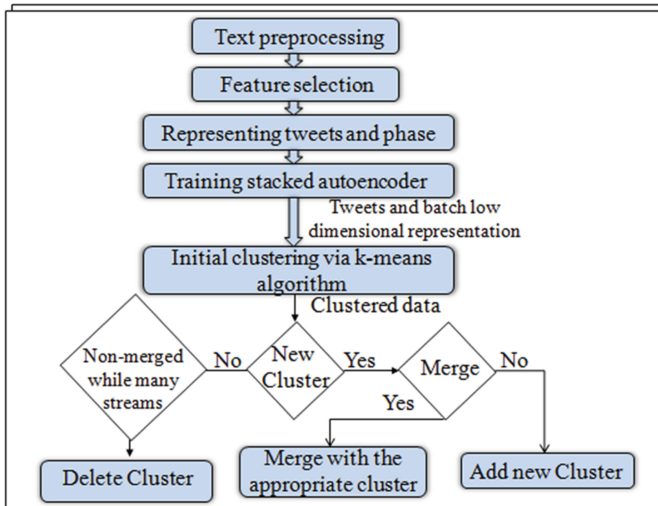 Text preprocessing
Feature selection
Representing tweets and phase
Training stacked autoencoder
Tweets and batch low
dimensional representation
Initial clustering via k-means
algorithm
Clustered data
Non-merged
while many
streams
No
New
Cluster
Yes
Merge
No
Yes
Delete Cluster
Merge with the
appropriate cluster
Add new Cluster